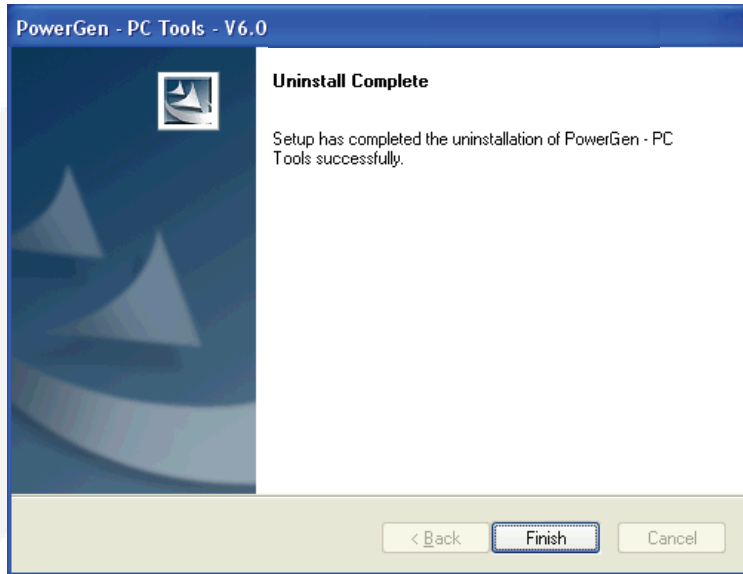 PowerGen - PC Tools - V6.0
Uninstall Complete
Setup has completed the uninstallation of PowerGen - PC
Tools successfully.
< Back
Finish
Cancel